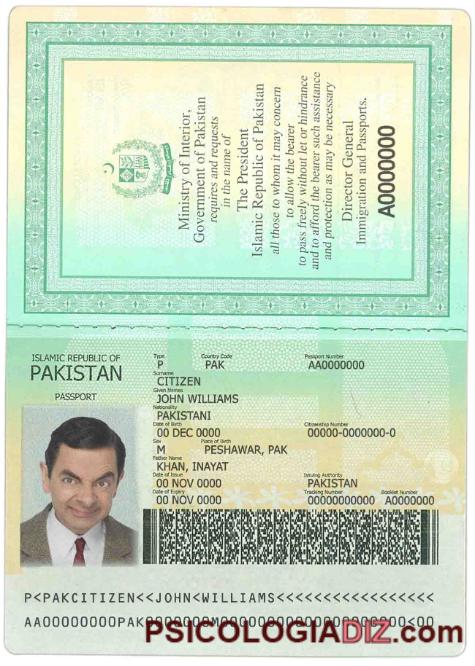 Ministry of Interior,
Government of Pakistan
requires and requests
in the name of
The President
Islamic Republic of Pakistan
all those to whom it may concern
to allow the bearer
to pass freely without let or hindrance
and to afford the bearer such assistance
and protection as may be necessary
Director General
Immigration and Passports.
A0000000
ISLAMIC REPUBLIC OF
PAKISTAN
PASSPORT
Type Country Code Passport Number
P PAK AA0000000
Surname
CITIZEN
Given Names
JOHN WILLIAMS
Nationality
PAKISTANI
Date of Birth Citizenship Number
00 DEC 0000 00000-0000000-0
Sex Place of Birth
M PESHAWAR, PAK
Father Name
KHAN, INAYAT
Date of Issue Issuing Authority
00 NOV 0000 PAKISTAN
Date of Expiry Tracking Number Booklet Number
00 NOV 0000 00000000000 A0000000
P<PAKCITIZEN<<JOHN<WILLIAMS<<<<<<<<<<<<<<<<<
PSICOLOGIADIZ.com